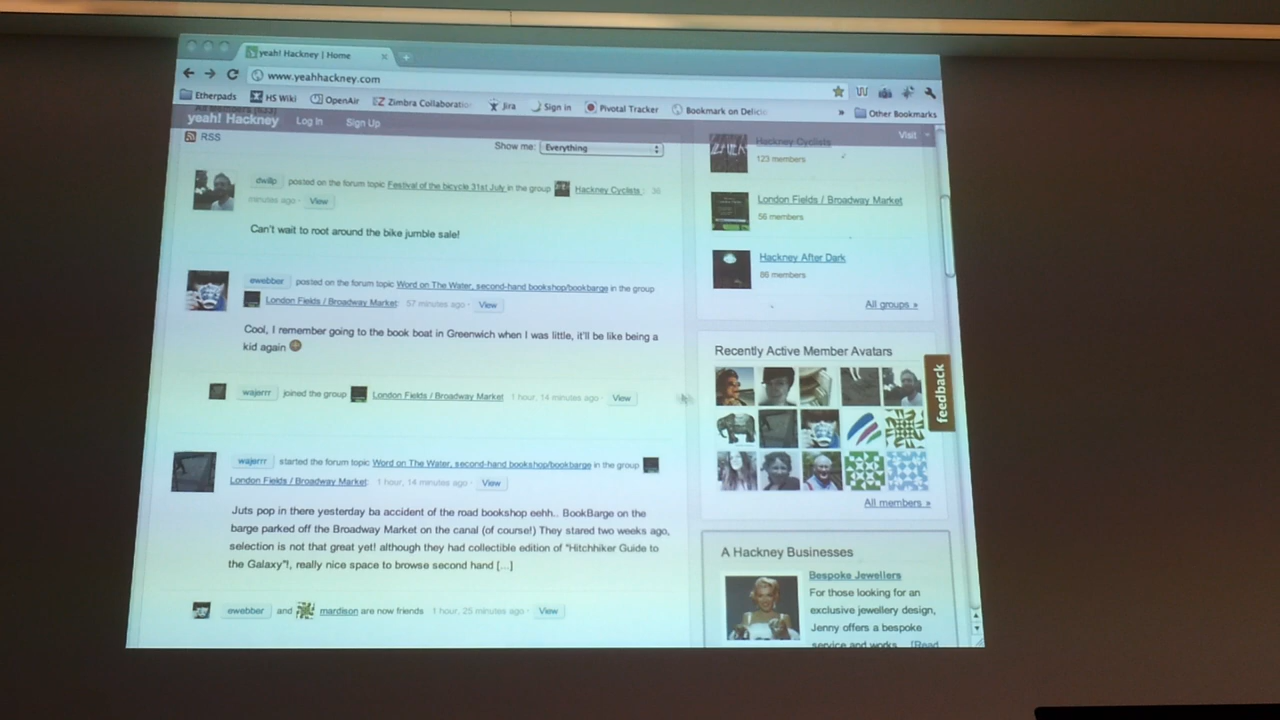 yeah! Hackney | Home
www.yeahhackney.com
Etherpads HS Wiki OpenAir Zimbra Collaboration Jira Sign in Pivotal Tracker Bookmark on Delicio » Other Bookmarks
yeah! Hackney Log In Sign Up Visit
RSS
Show me: Everything
dwilp posted on the forum topic Festival of the bicycle 31st July in the group Hackney Cyclists:
minutes ago · View
Can't wait to root around the bike jumble sale!
ewebber posted on the forum topic Word on The Water, second-hand bookshop/bookbarge in the group
London Fields / Broadway Market: 57 minutes ago · View
Cool, I remember going to the book boat in Greenwich when I was little, it'll be like being a
kid again
wajerrr joined the group London Fields / Broadway Market 1 hour, 14 minutes ago · View
wajerrr started the forum topic Word on The Water, second-hand bookshop/bookbarge in the group
London Fields / Broadway Market: 1 hour, 14 minutes ago · View
Juts pop in there yesterday ba accident of the road bookshop eehh.. BookBarge on the
barge parked off the Broadway Market on the canal (of course!) They stared two weeks ago,
selection is not that great yet! although they had collectible edition of "Hitchhiker Guide to
the Galaxy"!, really nice space to browse second hand [...]
ewebber and mardison are now friends 1 hour, 25 minutes ago · View
Hackney Cyclists
123 members
London Fields / Broadway Market
56 members
Hackney After Dark
86 members
All groups »
Recently Active Member Avatars
feedback
All members »
A Hackney Businesses
Bespoke Jewellers
For those looking for an
exclusive jewellery design,
Jenny offers a bespoke
service and works [Read